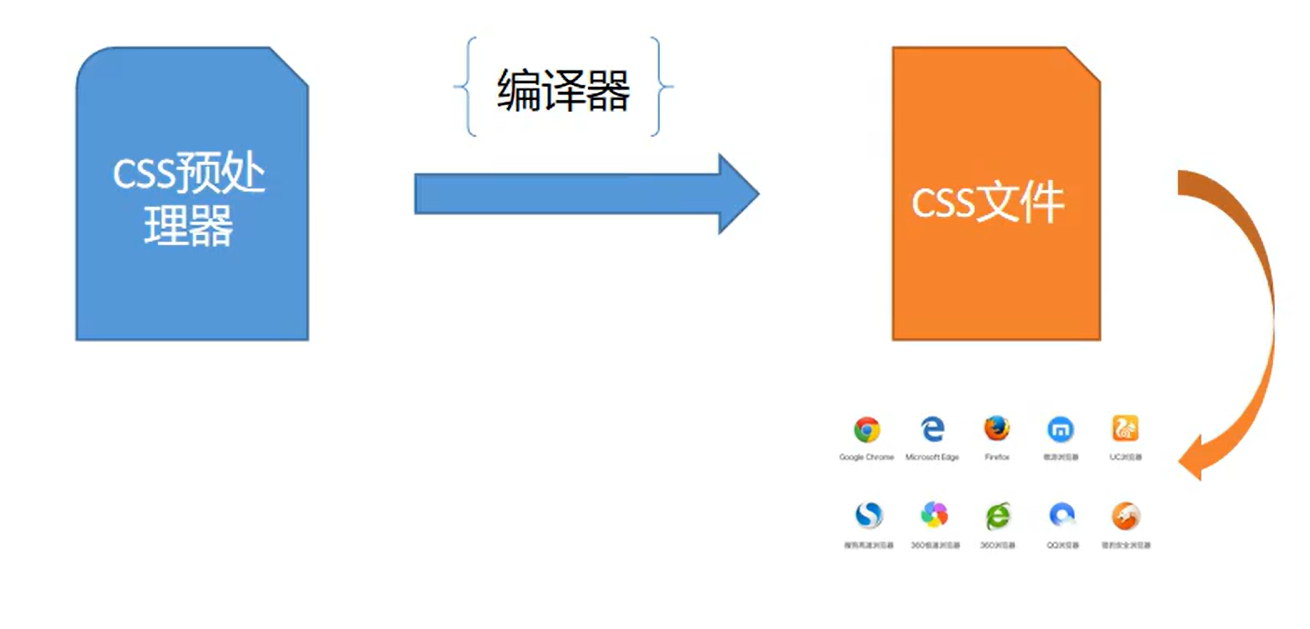 CSS预处
理器
编译器
CSS文件
Google Chrome
Microsoft Edge
Firefox
傲游浏览器
UC浏览器
搜狗高速浏览器
360极速浏览器
360浏览器
QQ浏览器
猎豹安全浏览器